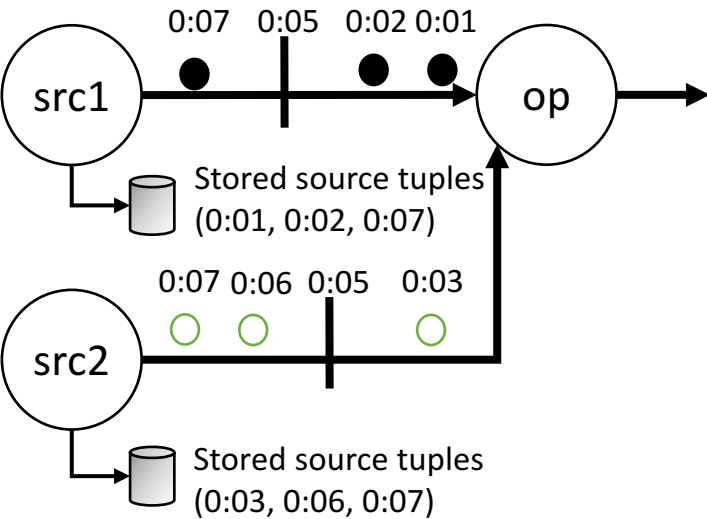 0:07 0:05 0:02 0:01
src1
op
Stored source tuples
(0:01, 0:02, 0:07)
0:07 0:06 0:05 0:03
src2
Stored source tuples
(0:03, 0:06, 0:07)